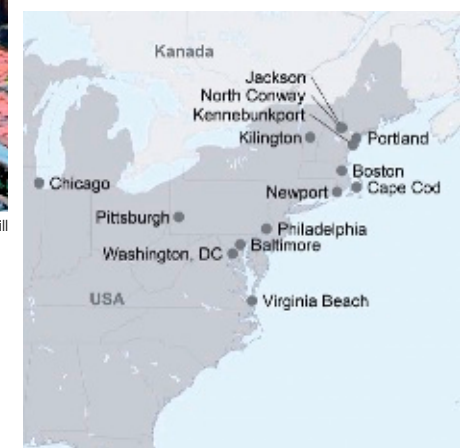 Kanada
Jackson
North Conway
Kennebunkport
Kilington
Portland
Boston
Chicago
Newport
Cape Cod
Pittsburgh
Philadelphia
Baltimore
Washington, DC
USA
Virginia Beach
ill